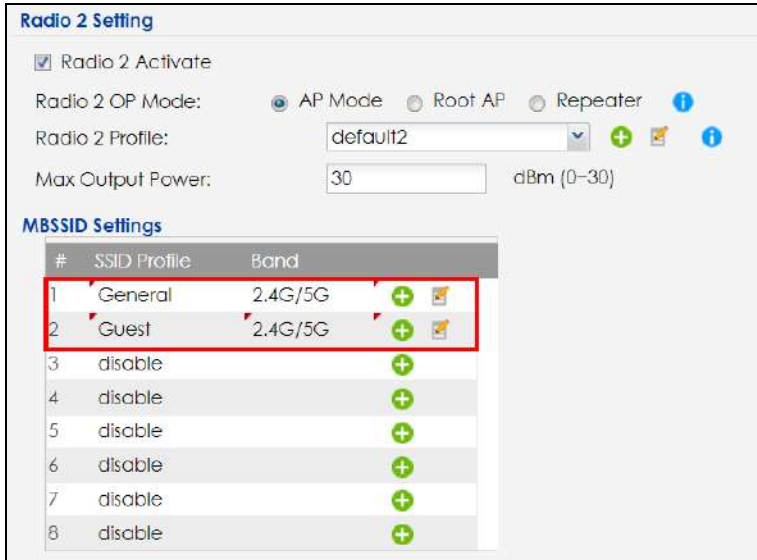 Radio 2 Setting
Radio 2 Activate
Radio 2 OP Mode: AP Mode Root AP Repeater
Radio 2 Profile: default2
Max Output Power: 30 dBm (0-30)
MBSSID Settings
# SSID Profile Band
1 General 2.4G/5G
2 Guest 2.4G/5G
3 disable
4 disable
5 disable
6 disable
7 disable
8 disable